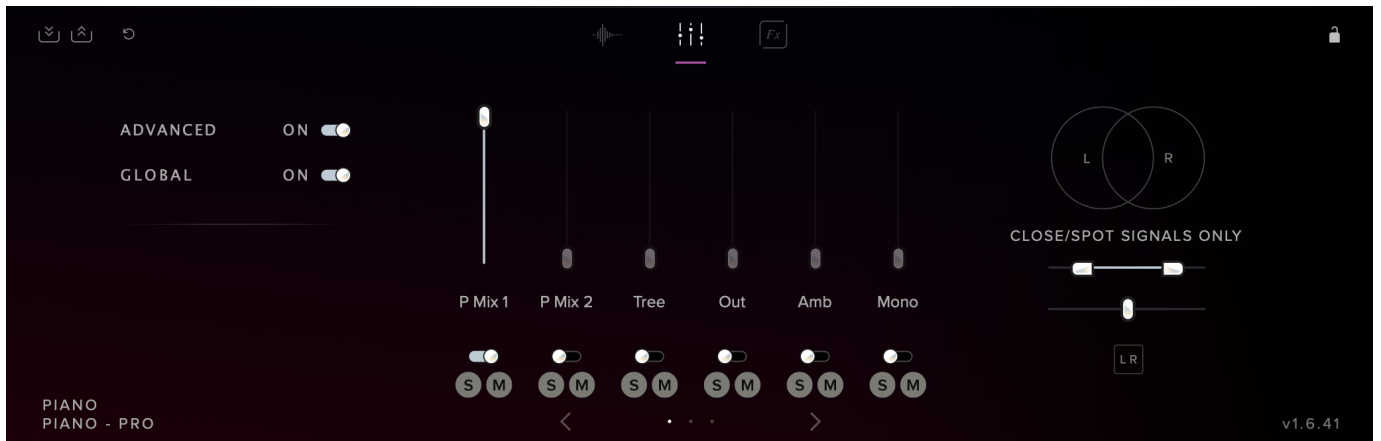 Fx
ADVANCED ON
GLOBAL ON
L R
CLOSE/SPOT SIGNALS ONLY
P Mix 1 P Mix 2 Tree Out Amb Mono
L R
S M S M S M S M S M S M
PIANO
PIANO - PRO
v1.6.41